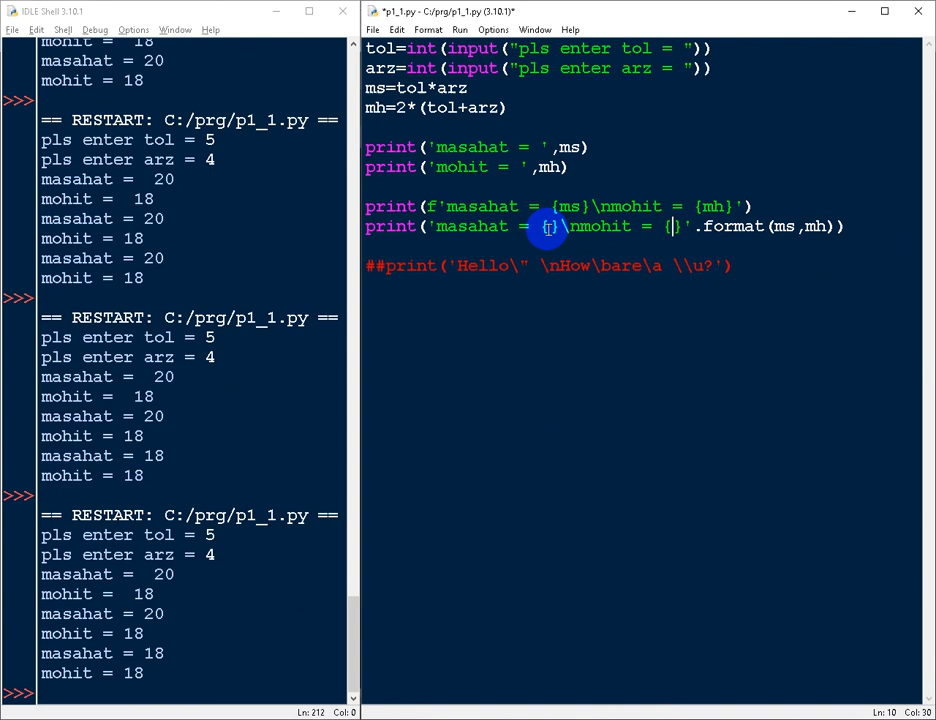 IDLE Shell 3.10.1
File Edit Shell Debug Options Window Help
mohit =  18
masahat = 20
mohit = 18
>>>
== RESTART: C:/prg/p1_1.py ==
pls enter tol = 5
pls enter arz = 4
masahat =  20
mohit =  18
masahat = 20
mohit = 18
masahat = 20
mohit = 18
>>>
== RESTART: C:/prg/p1_1.py ==
pls enter tol = 5
pls enter arz = 4
masahat =  20
mohit =  18
masahat = 20
mohit = 18
masahat = 18
mohit = 18
>>>
== RESTART: C:/prg/p1_1.py ==
pls enter tol = 5
pls enter arz = 4
masahat =  20
mohit =  18
masahat = 20
mohit = 18
masahat = 18
mohit = 18
>>>
Ln: 212 Col: 0
*p1_1.py - C:/prg/p1_1.py (3.10.1)*
File Edit Format Run Options Window Help
tol=int(input("pls enter tol = "))
arz=int(input("pls enter arz = "))
ms=tol*arz
mh=2*(tol+arz)
print('masahat = ',ms)
print('mohit = ',mh)
print(f'masahat = {ms}\nmohit = {mh}')
print('masahat = {}\nmohit = {}'.format(ms,mh))
##print('Hello\" \nHow\bare\a \\u?')
Ln: 10 Col: 30